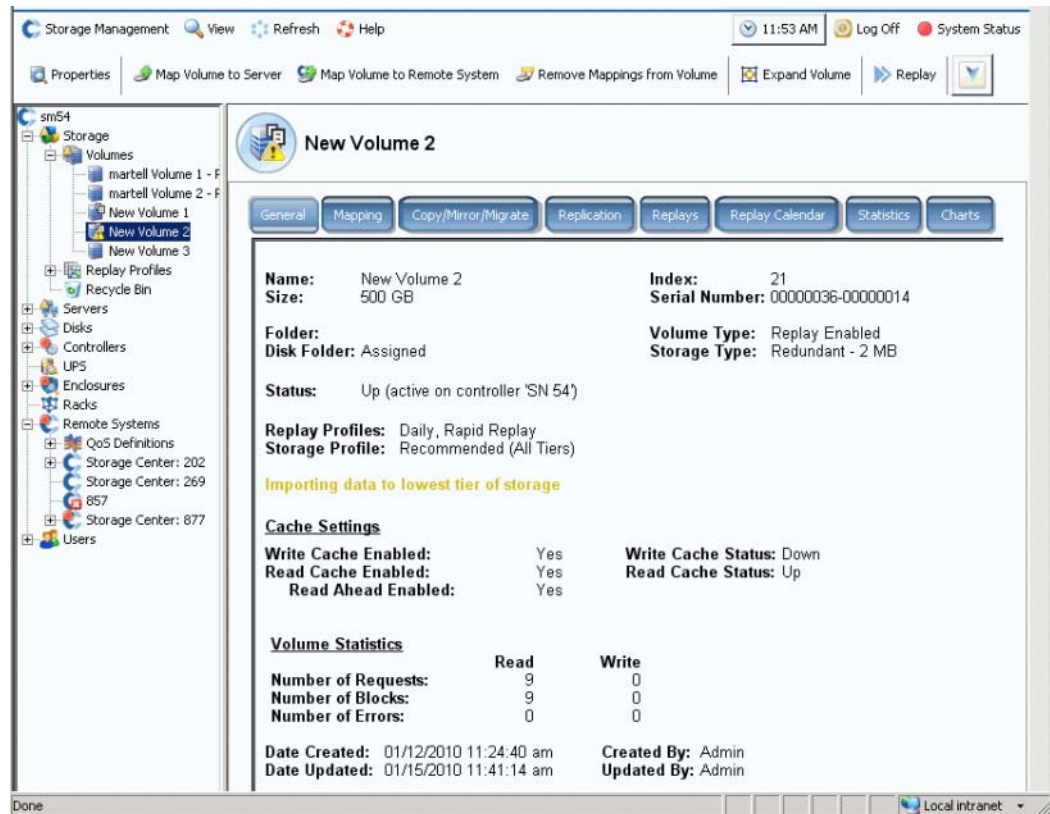 Storage Management View Refresh Help 11:53 AM Log Off System Status
Properties Map Volume to Server Map Volume to Remote System Remove Mappings from Volume Expand Volume Replay
sm54
Storage
Volumes
martell Volume 1 - F
martell Volume 2 - F
New Volume 1
New Volume 2
New Volume 3
Replay Profiles
Recycle Bin
Servers
Disks
Controllers
UPS
Enclosures
Racks
Remote Systems
QoS Definitions
Storage Center: 202
Storage Center: 269
857
Storage Center: 877
Users
New Volume 2
General Mapping Copy/Mirror/Migrate Replication Replays Replay Calendar Statistics Charts
Name: New Volume 2 Index: 21
Size: 500 GB Serial Number: 00000036-00000014
Folder: Volume Type: Replay Enabled
Disk Folder: Assigned Storage Type: Redundant - 2 MB
Status: Up (active on controller 'SN 54')
Replay Profiles: Daily, Rapid Replay
Storage Profile: Recommended (All Tiers)
Importing data to lowest tier of storage
Cache Settings
Write Cache Enabled: Yes Write Cache Status: Down
Read Cache Enabled: Yes Read Cache Status: Up
Read Ahead Enabled: Yes
Volume Statistics
Read Write
Number of Requests: 9 0
Number of Blocks: 9 0
Number of Errors: 0 0
Date Created: 01/12/2010 11:24:40 am Created By: Admin
Date Updated: 01/15/2010 11:41:14 am Updated By: Admin
Done Local intranet